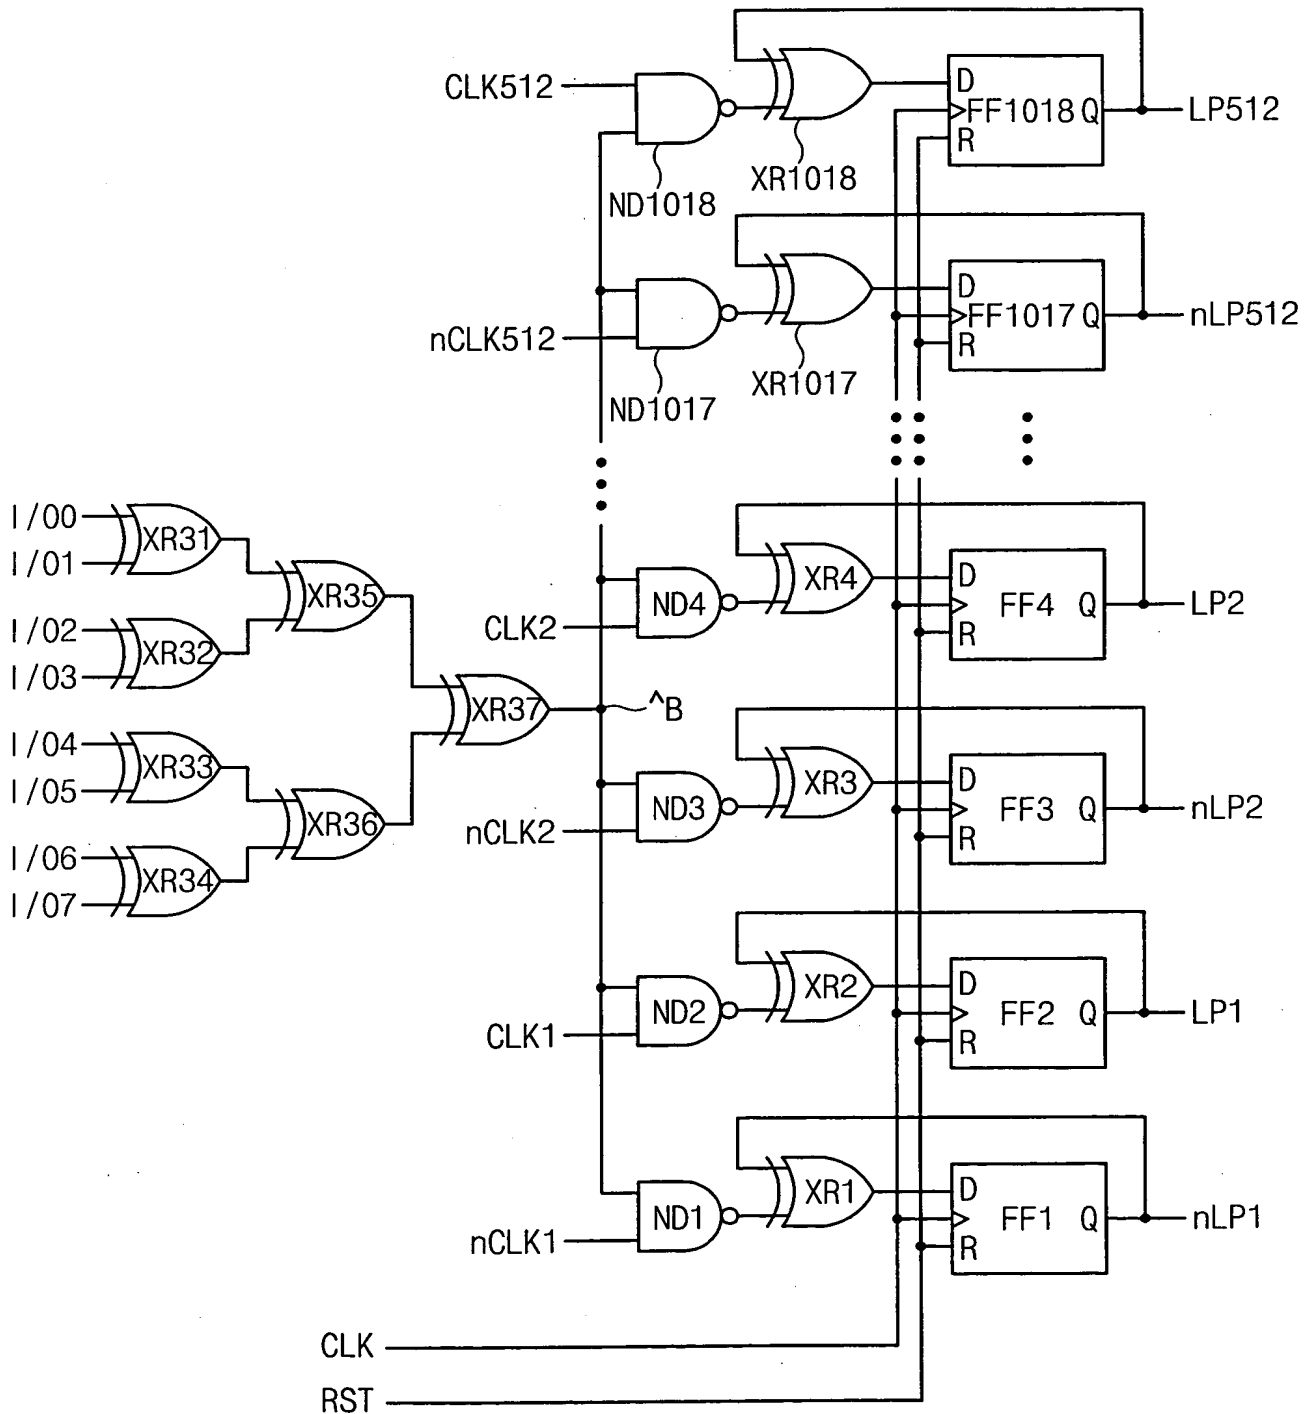 CLK512
ND1018
XR1018
D
FF1018 Q
R
LP512
nCLK512
ND1017
XR1017
D
FF1017 Q
R
nLP512
I/00
I/01
XR31
I/02
I/03
XR32
XR35
I/04
I/05
XR33
I/06
I/07
XR34
XR36
XR37
^B
CLK2
ND4
XR4
D
FF4 Q
R
LP2
nCLK2
ND3
XR3
D
FF3 Q
R
nLP2
CLK1
ND2
XR2
D
FF2 Q
R
LP1
nCLK1
ND1
XR1
D
FF1 Q
R
nLP1
CLK
RST